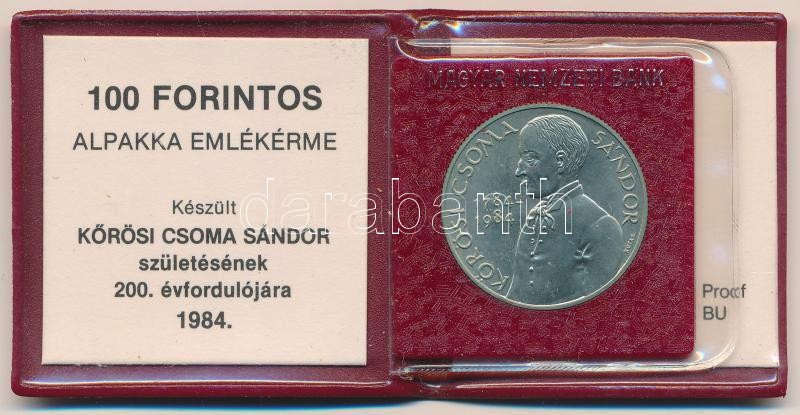 100 FORINTOS
ALPAKKA EMLÉKÉRME
Készült
KŐRÖSI CSOMA SÁNDOR
születésének
200. évfordulójára
1984.
MAGYAR NEMZETI BANK
KŐRÖSI CSOMA SÁNDOR
1784
1984
Proof
BU
darabanth